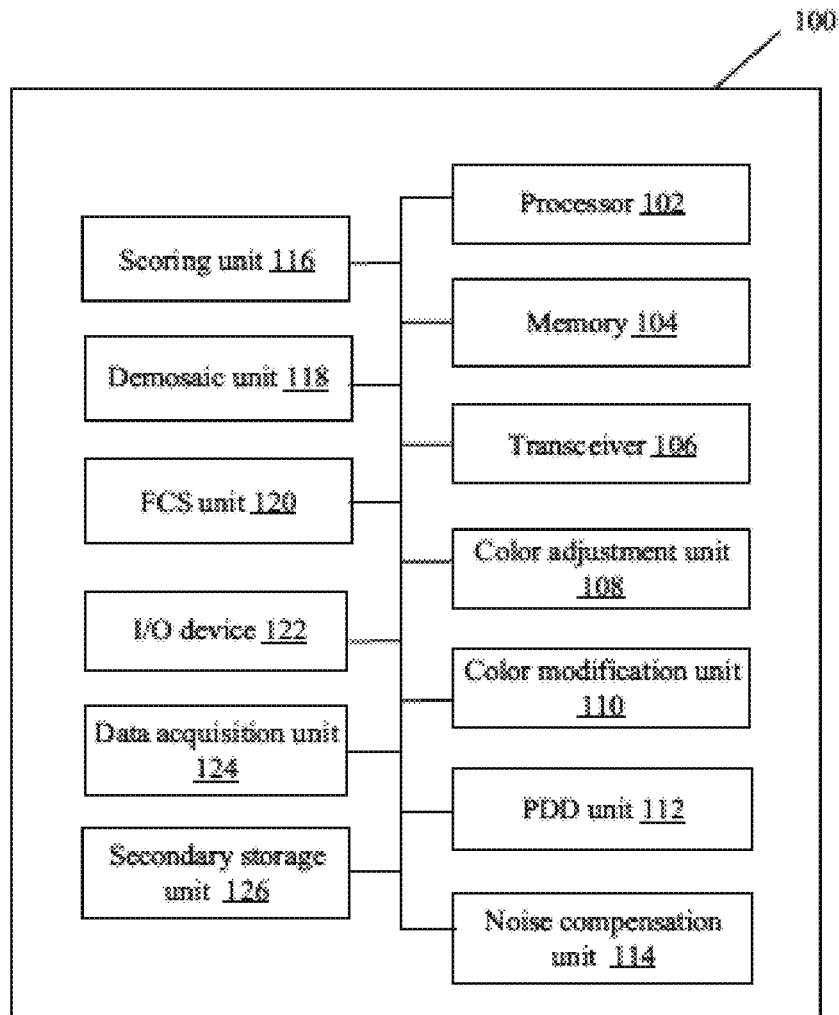 100
Processor 102
Scoring unit 116
Memory 104
Demosaic unit 118
Transceiver 106
FCS unit 120
Color adjustment unit
108
I/O device 122
Color modification unit
110
Data acquisition unit
124
PDD unit 112
Secondary storage
unit 126
Noise compensation
unit 114